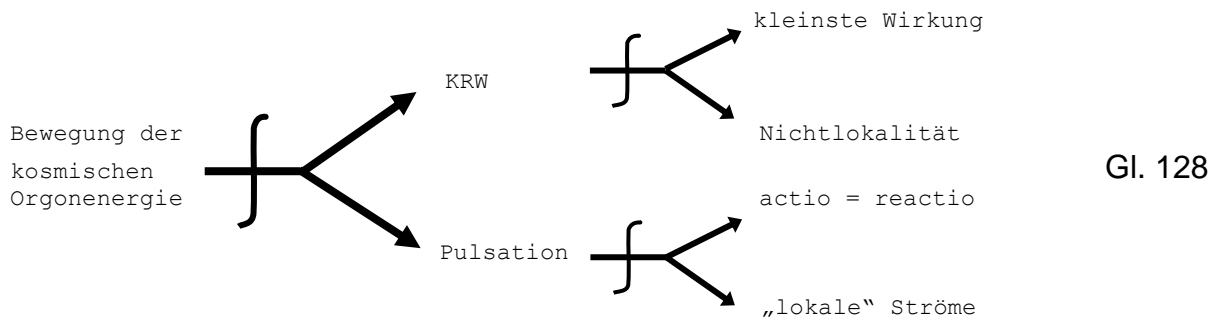 kleinste Wirkung
KRW
Bewegung der
kosmischen
Orgonenergie
Nichtlokalität
Gl. 128
actio = reactio
Pulsation
„lokale“ Ströme